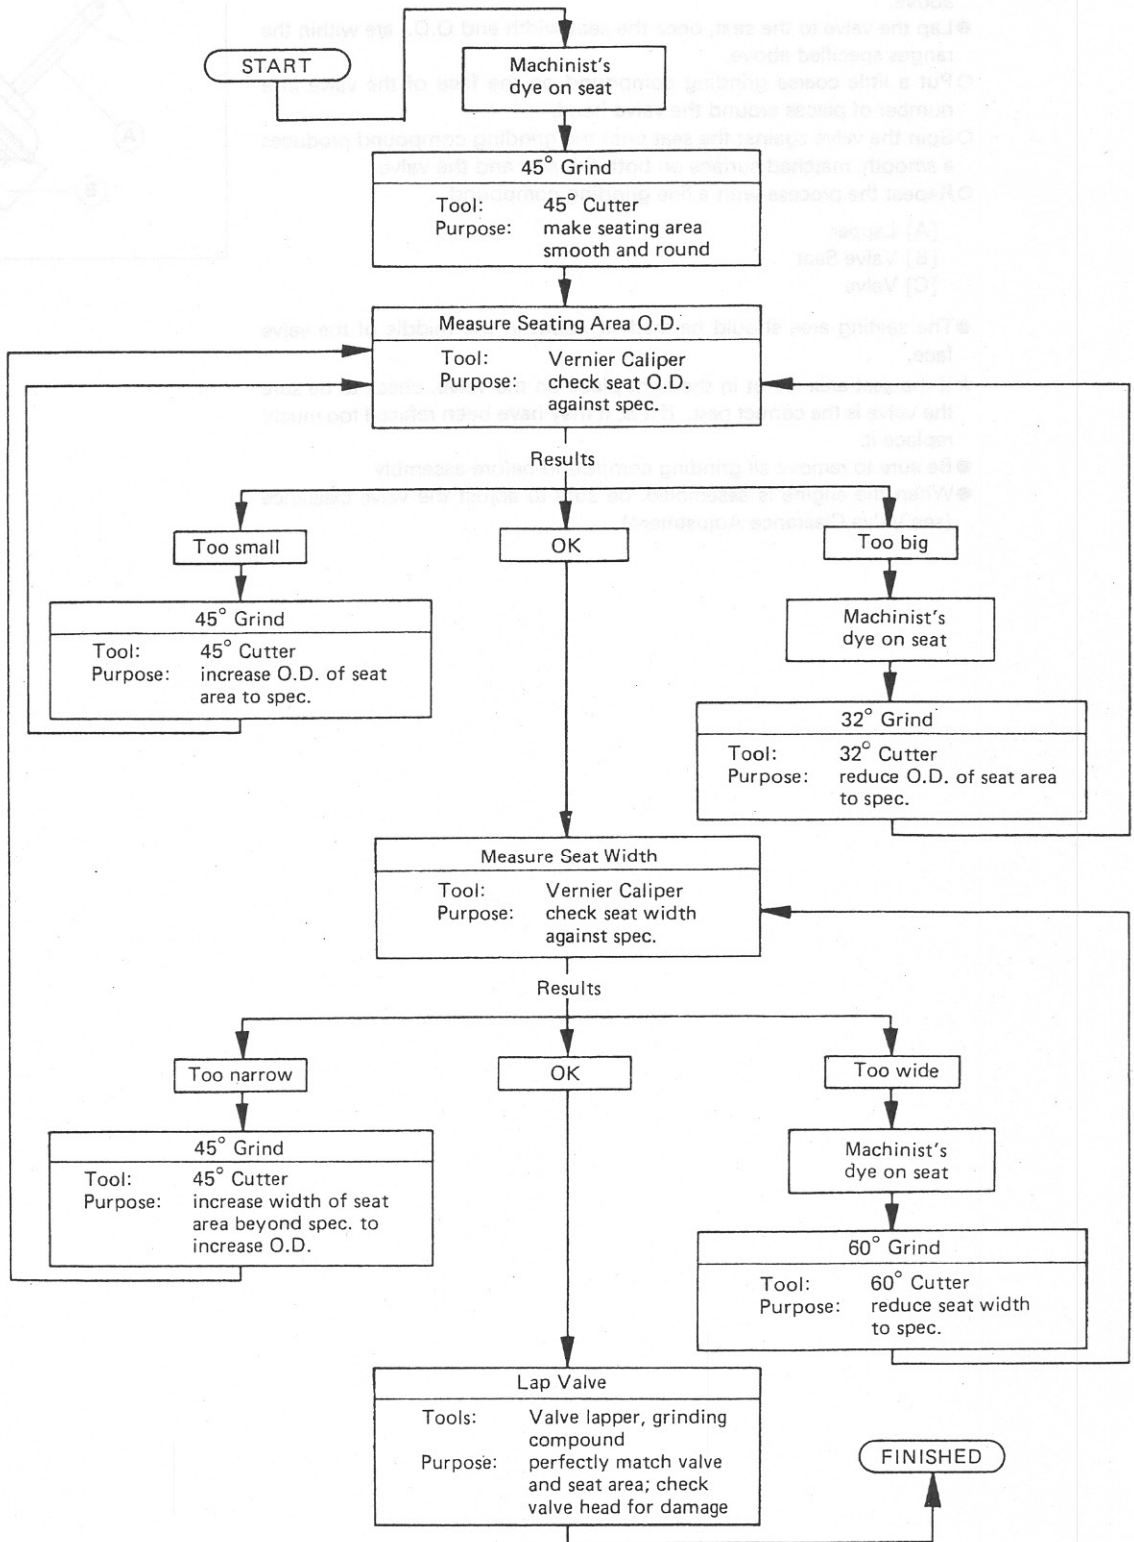 START
Machinist's
dye on seat
45° Grind
Tool: 45° Cutter
Purpose: make seating area
smooth and round
Measure Seating Area O.D.
Tool: Vernier Caliper
Purpose: check seat O.D.
against spec.
Results
Too small
OK
Too big
45° Grind
Tool: 45° Cutter
Purpose: increase O.D. of seat
area to spec.
Machinist's
dye on seat
32° Grind
Tool: 32° Cutter
Purpose: reduce O.D. of seat area
to spec.
Measure Seat Width
Tool: Vernier Caliper
Purpose: check seat width
against spec.
Results
Too narrow
OK
Too wide
45° Grind
Tool: 45° Cutter
Purpose: increase width of seat
area beyond spec. to
increase O.D.
Machinist's
dye on seat
60° Grind
Tool: 60° Cutter
Purpose: reduce seat width
to spec.
Lap Valve
Tools: Valve lapper, grinding
compound
Purpose: perfectly match valve
and seat area; check
valve head for damage
FINISHED